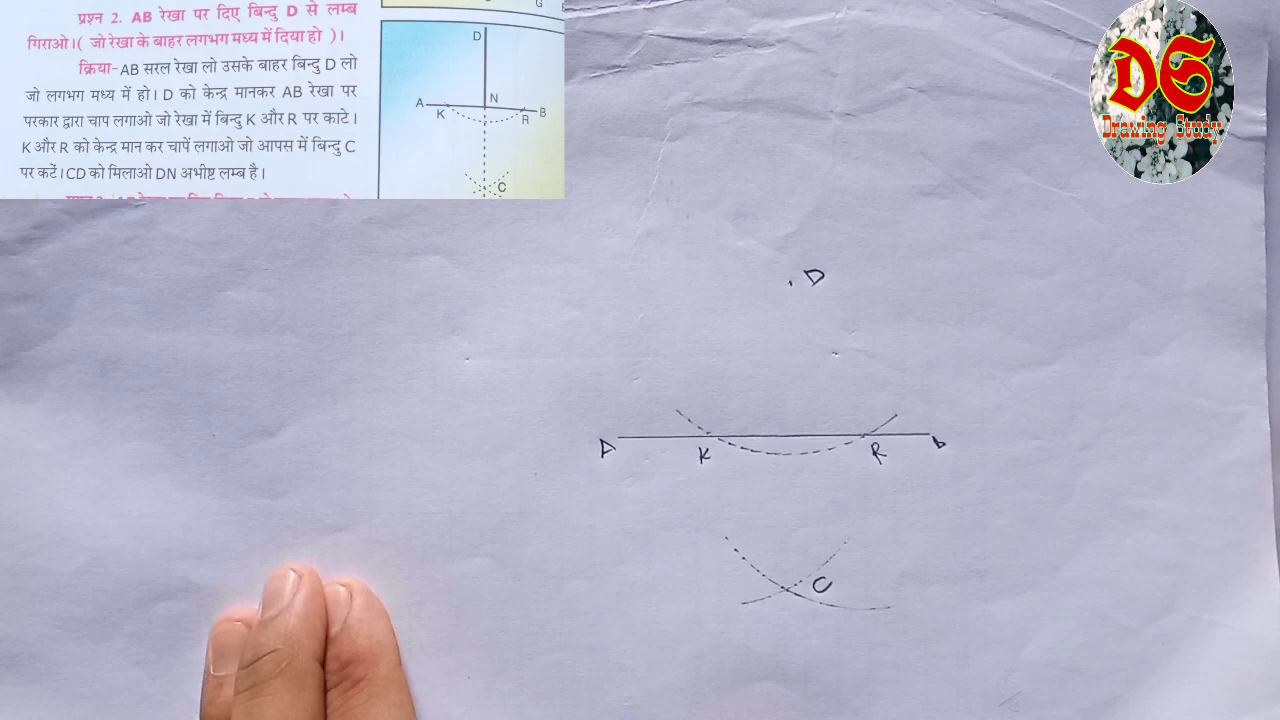 प्रश्न 2. AB रेखा पर दिए बिन्दु D से लम्ब
गिराओ। ( जो रेखा के बाहर लगभग मध्य में दिया हो )।
क्रिया- AB सरल रेखा लो उसके बाहर बिन्दु D लो
जो लगभग मध्य में हो। D को केन्द्र मानकर AB रेखा पर
परकार द्वारा चाप लगाओ जो रेखा में बिन्दु K और R पर काटे।
K और R को केन्द्र मान कर चापें लगाओ जो आपस में बिन्दु C
पर कटें। CD को मिलाओ DN अभीष्ट लम्ब है।
G
D
A
N
B
K
R
C
DS
Drawing Study
D
A
b
K
R
C